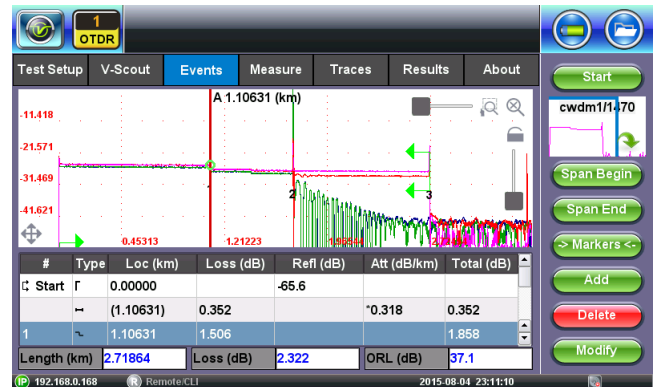 1
OTDR
Test Setup V-Scout Events Measure Traces Results About
Start
A 1.10631 (km)
-11.418
cwdm1/1470
-21.571
-31.469
Span Begin
1 2 3
-41.621
Span End
0.45313 1.21223
-> Markers <-
# Type Loc (km) Loss (dB) Refl (dB) Att (dB/km) Total (dB)
Start 0.00000 -65.6
Add
(1.10631) 0.352 *0.318 0.352
Delete
1 1.10631 1.506 1.858
Modify
Length (km) 2.71864 Loss (dB) 2.322 ORL (dB) 37.1
IP 192.168.0.168 R Remote/CLI 2015-08-04 23:11:10